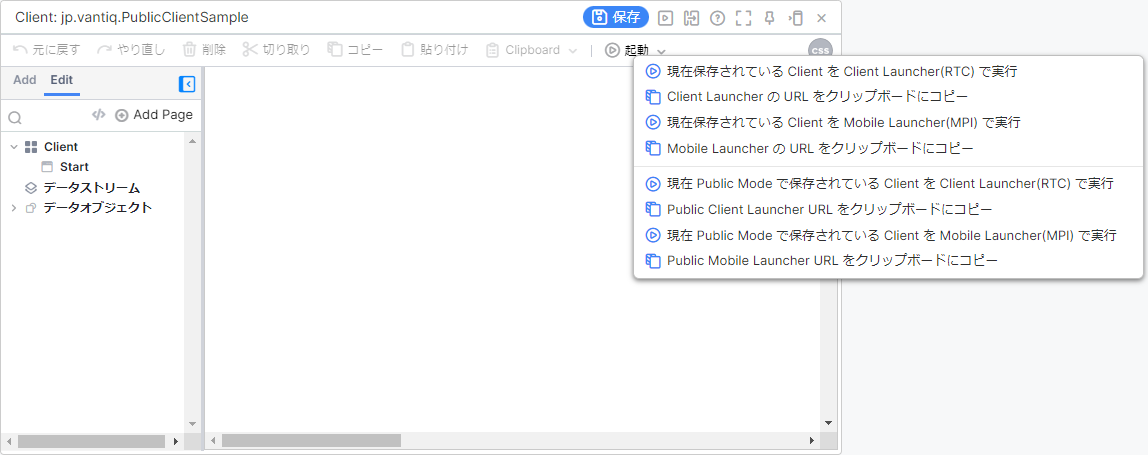 Client: jp.vantiq.PublicClientSample
保存
元に戻す やり直し 削除 切り取り コピー 貼り付け Clipboard 起動 css
Add Edit
Add Page
Client
Start
データストリーム
データオブジェクト
現在保存されている Client を Client Launcher(RTC) で実行
Client Launcher の URL をクリップボードにコピー
現在保存されている Client を Mobile Launcher(MPI) で実行
Mobile Launcher の URL をクリップボードにコピー
現在 Public Mode で保存されている Client を Client Launcher(RTC) で実行
Public Client Launcher URL をクリップボードにコピー
現在 Public Mode で保存されている Client を Mobile Launcher(MPI) で実行
Public Mobile Launcher URL をクリップボードにコピー